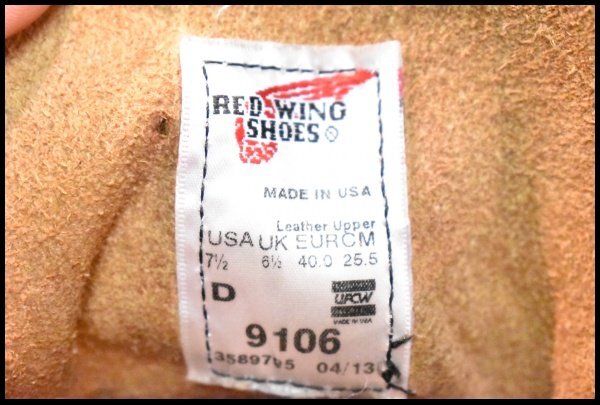 RED WING
SHOES®
MADE IN USA
Leather Upper
USA UK EUR CM
7½ 6½ 40.0 25.5
D
UFCW
MADE IN USA
9106
04/13